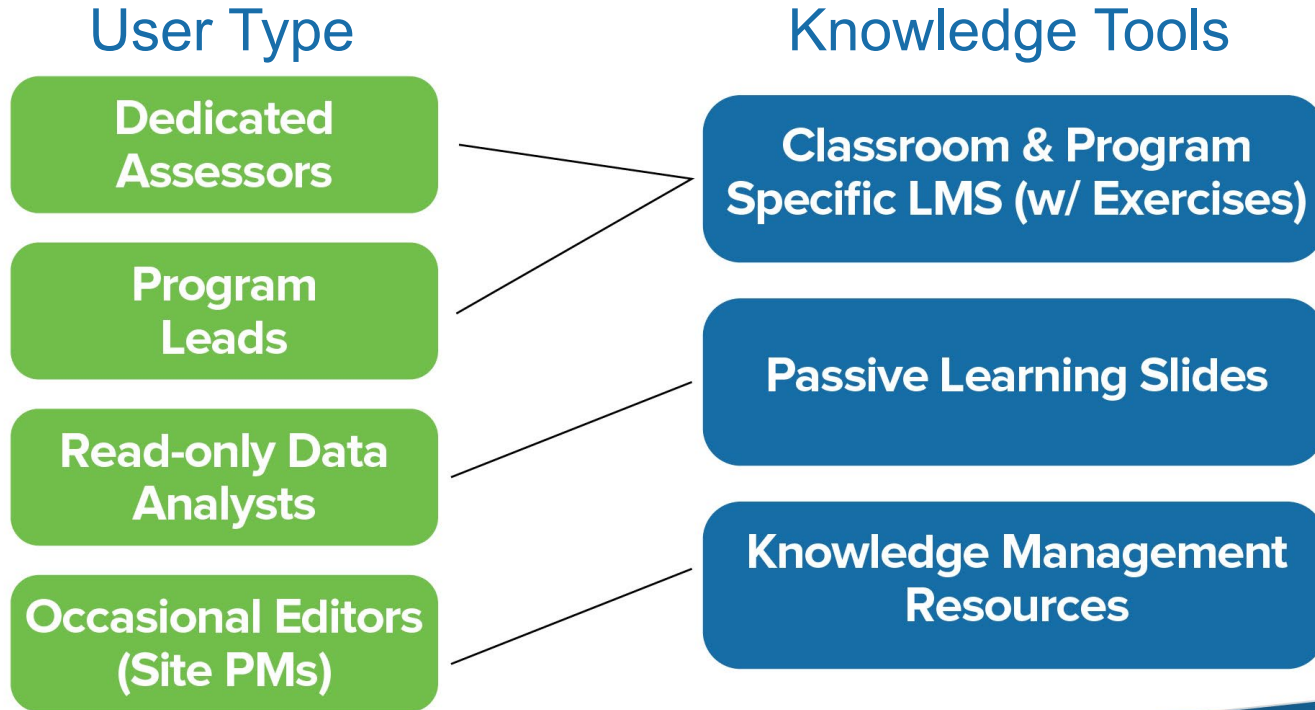 User Type
Dedicated
Assessors
Program
Leads
Read-only Data
Analysts
Occasional Editors
(Site PMs)
Knowledge Tools
Classroom & Program
Specific LMS (w/ Exercises)
Passive Learning Slides
Knowledge Management
Resources